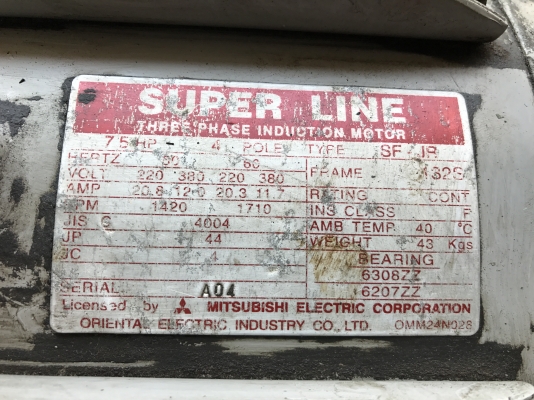 SUPER LINE
THREE PHASE INDUCTION MOTOR
7.5 HP 4 POLE TYPE SF JR
HERTZ 60 FRAME 132S
VOLT 220 380 220 380 RATING CONT
AMP 20.8 12.0 20.3 11.7 INS CLASS F
RPM 1420 1710 AMB TEMP. 40 °C
JIS C 4004 WEIGHT 43 Kgs
JP 44 BEARING
JC 4 6308ZZ
SERIAL A04 6207ZZ
Licensed by MITSUBISHI ELECTRIC CORPORATION
ORIENTAL ELECTRIC INDUSTRY CO., LTD. OMM24N028